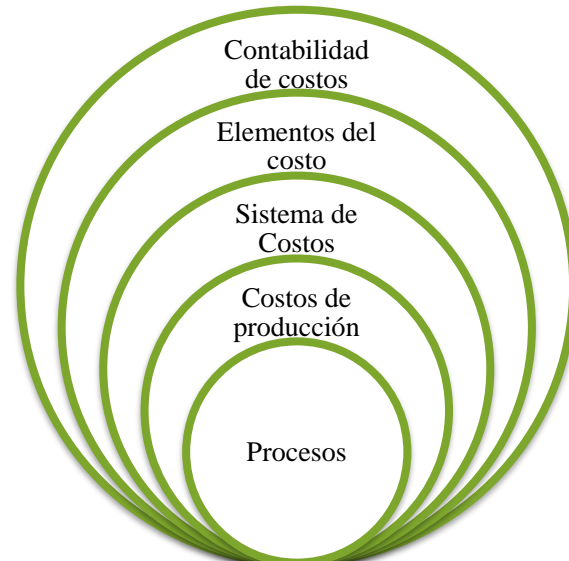 Contabilidad
de costos
Elementos del
costo
Sistema de
Costos
Costos de
producción
Procesos